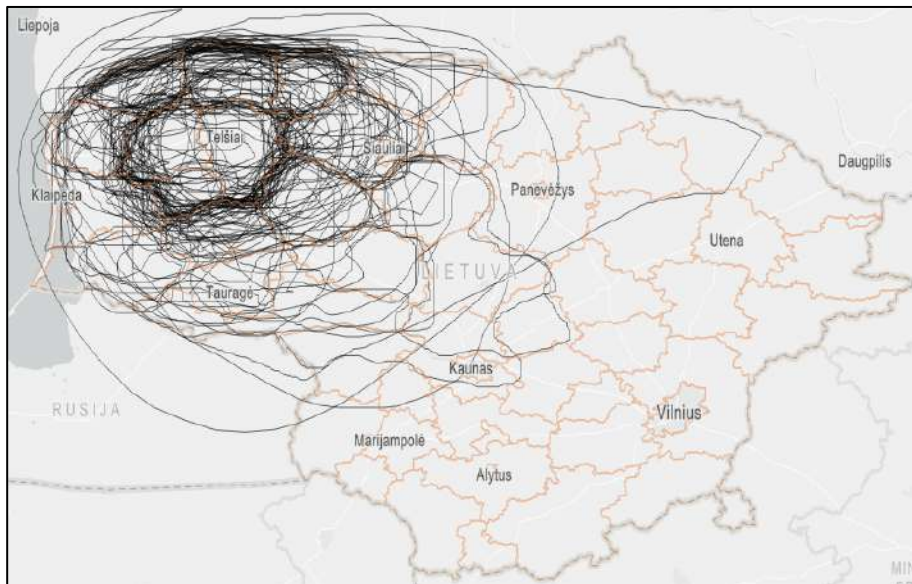 Liepoja
Telšiai
Šiauliai
Daugpilis
Klaipėda
Panevėžys
Utena
LIETUVA
Tauragė
Kaunas
RUSIJA
Vilnius
Marijampolė
Alytus